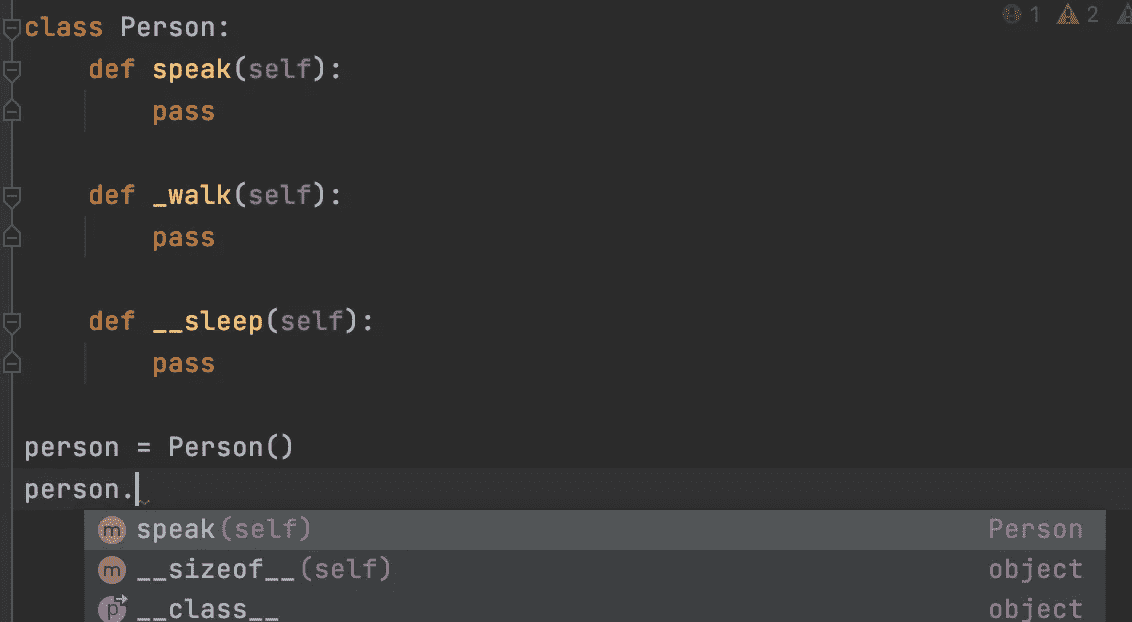 1 2
class Person:
    def speak(self):
        pass

    def _walk(self):
        pass

    def __sleep(self):
        pass

person = Person()
person.
m speak(self) Person
m __sizeof__(self) object
p __class__ object